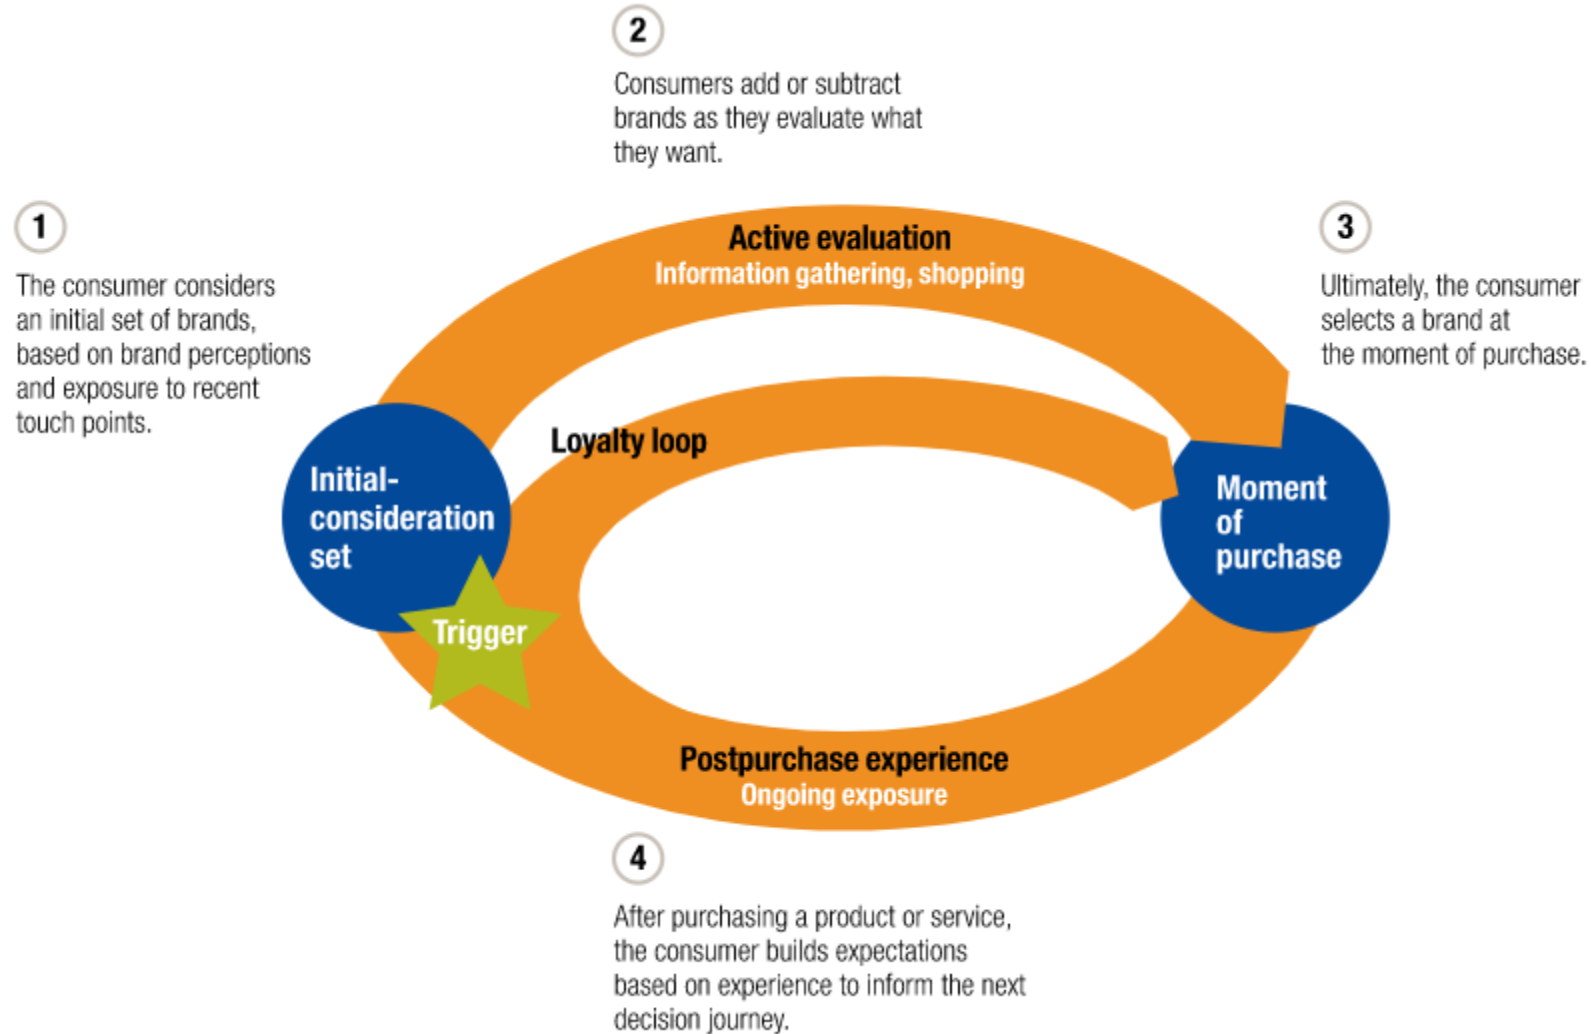 2
Consumers add or subtract
brands as they evaluate what
they want.
1
The consumer considers
an initial set of brands,
based on brand perceptions
and exposure to recent
touch points.
Active evaluation
Information gathering, shopping
3
Ultimately, the consumer
selects a brand at
the moment of purchase.
Loyalty loop
Initial-
consideration
set
Moment
of
purchase
Trigger
Postpurchase experience
Ongoing exposure
4
After purchasing a product or service,
the consumer builds expectations
based on experience to inform the next
decision journey.